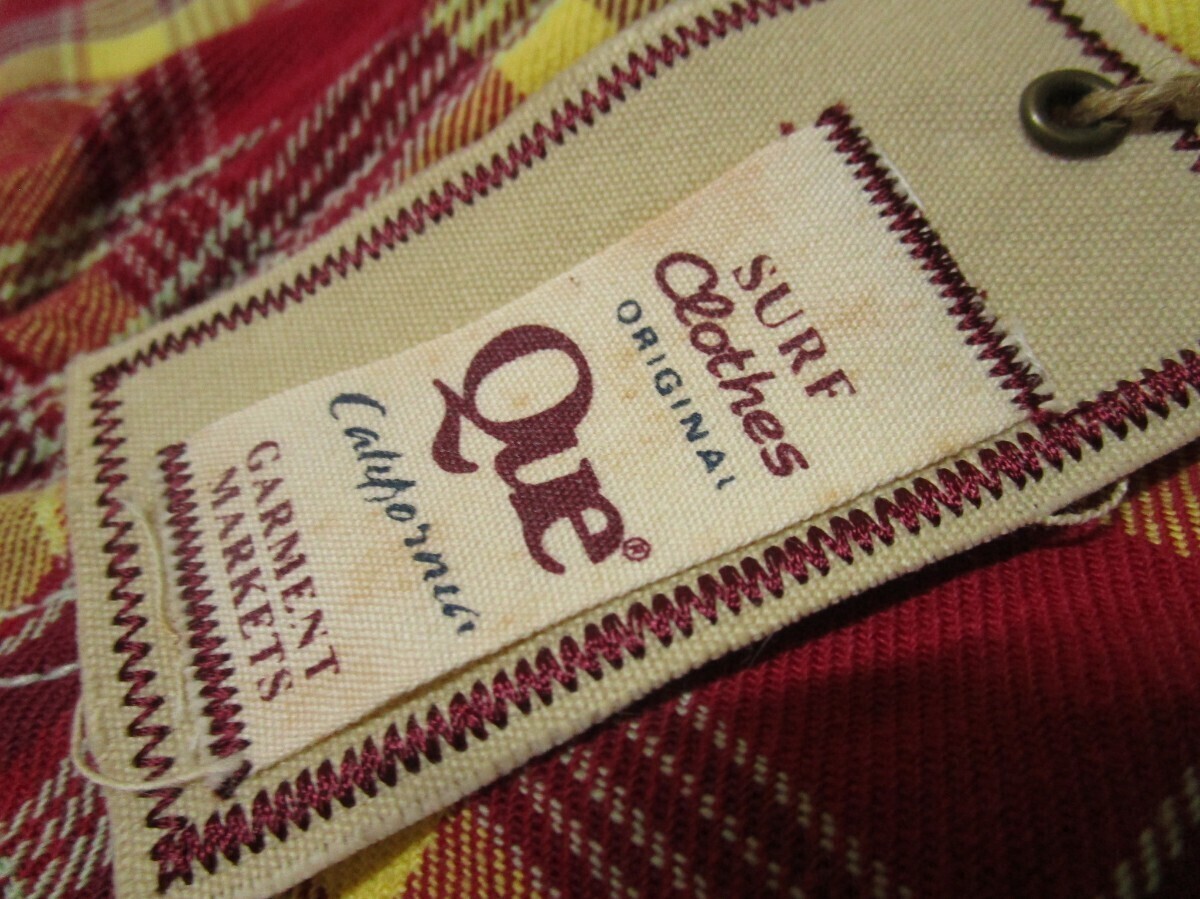 SURF
Clothes
ORIGINAL
Que®
California
GARMENT
MARKETS